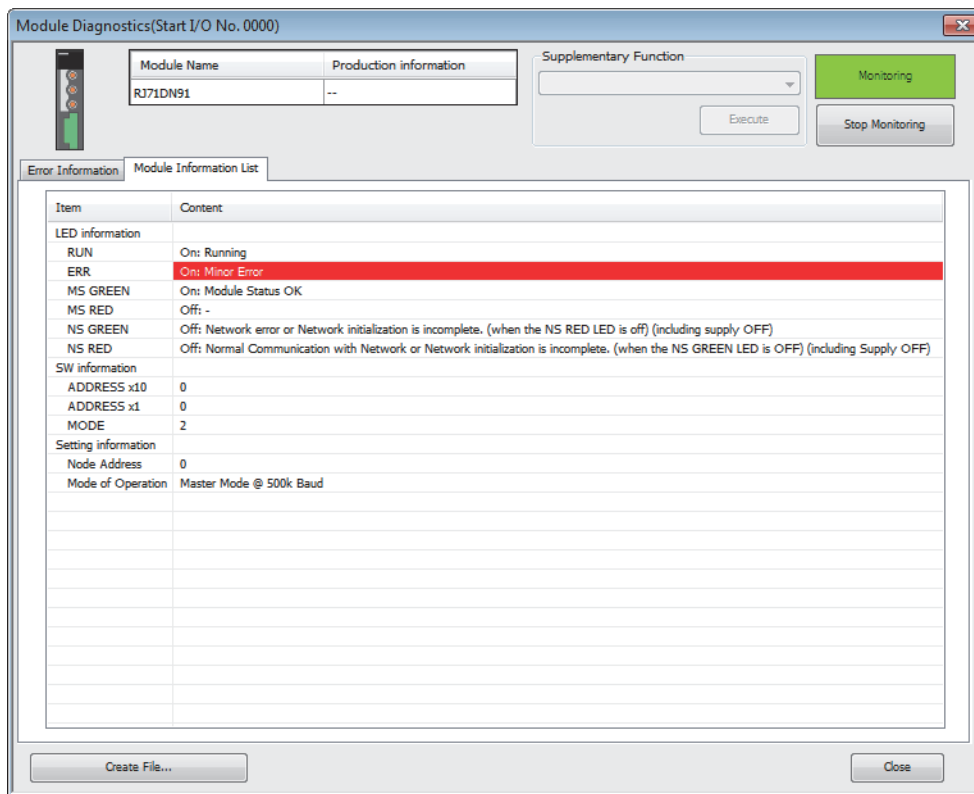 Module Diagnostics(Start I/O No. 0000)
Module Name Production information
RJ71DN91 --
Supplementary Function
Execute
Monitoring
Stop Monitoring
Error Information Module Information List
Item Content
LED information
RUN On: Running
ERR On: Minor Error
MS GREEN On: Module Status OK
MS RED Off: -
NS GREEN Off: Network error or Network initialization is incomplete. (when the NS RED LED is off) (including supply OFF)
NS RED Off: Normal Communication with Network or Network initialization is incomplete. (when the NS GREEN LED is OFF) (including Supply OFF)
SW information
ADDRESS x10 0
ADDRESS x1 0
MODE 2
Setting information
Node Address 0
Mode of Operation Master Mode @ 500k Baud
Create File... Close